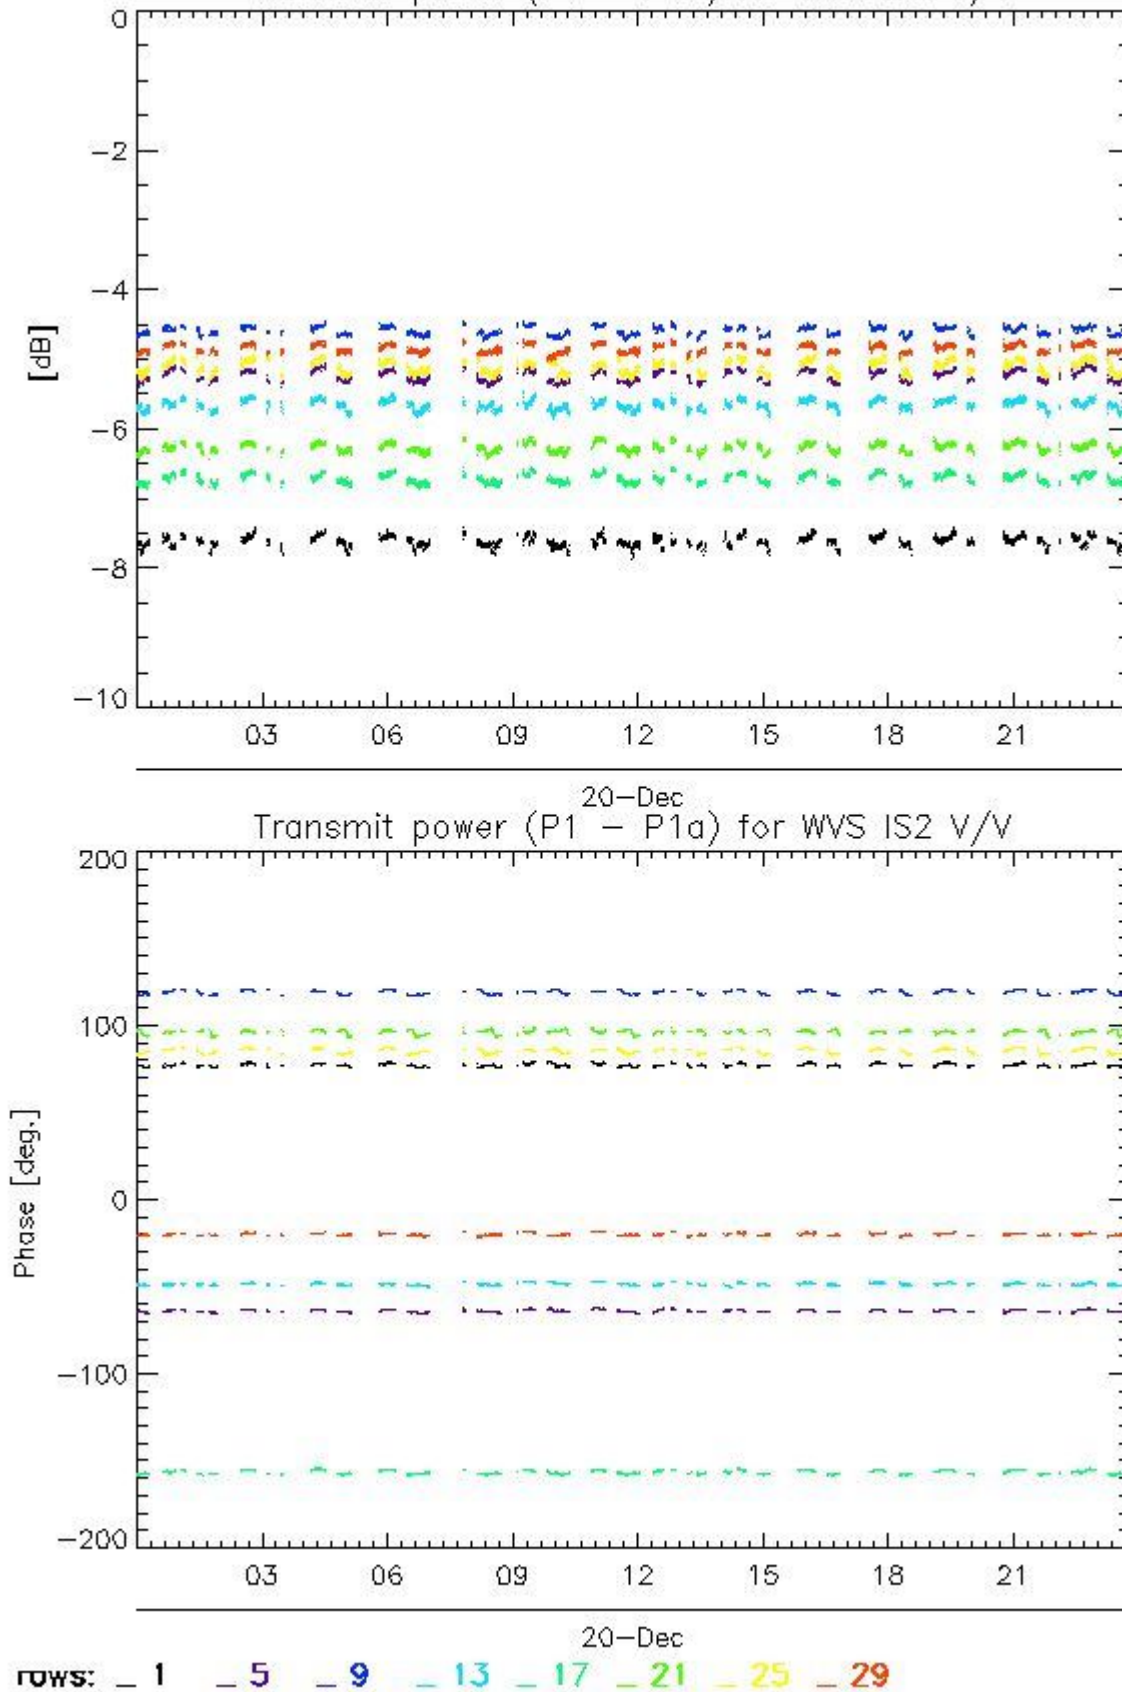 0
-2
-4
[dB]
-6
-8
-10
03 06 09 12 15 18 21
20-Dec
Transmit power (P1 - P1a) for WVS IS2 V/V
200
100
Phase [deg.]
0
-100
-200
03 06 09 12 15 18 21
20-Dec
rows: _ 1 _ 5 _ 9 _ 13 _ 17 _ 21 _ 25 _ 29